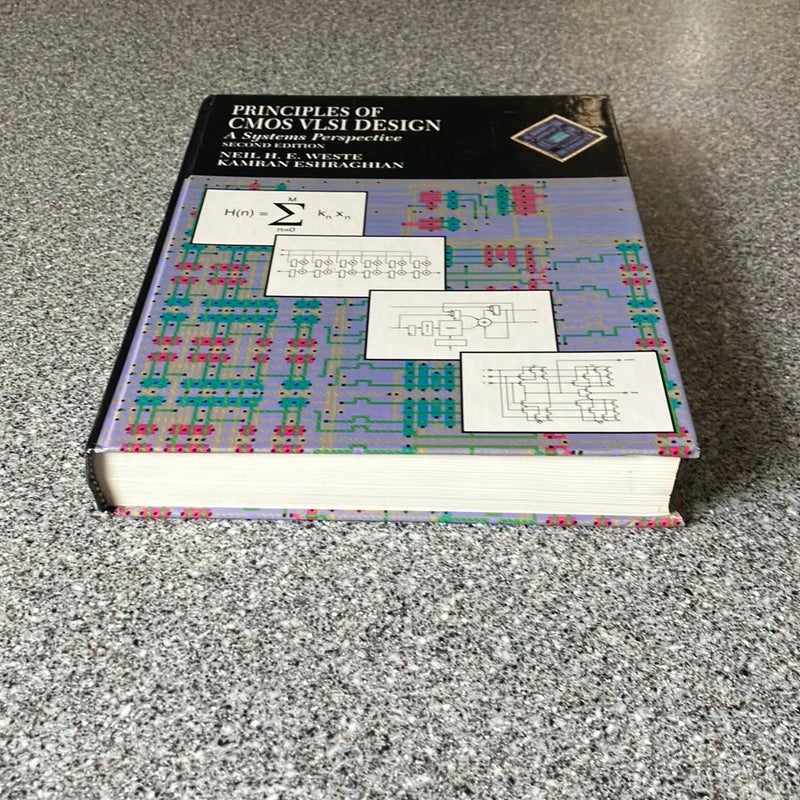 PRINCIPLES OF
CMOS VLSI DESIGN
A Systems Perspective
SECOND EDITION
NEIL H. E. WESTE
KAMRAN ESHRAGHIAN
M
H(n) = Σ kₙ xₙ
n=0